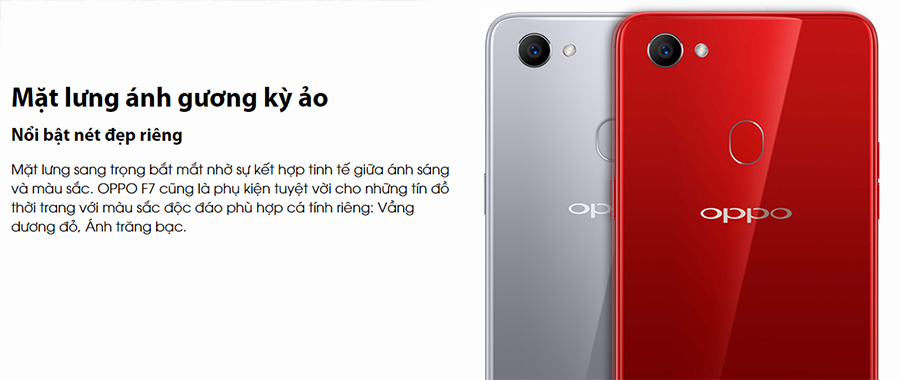 Mặt lưng ánh gương kỳ ảo
Nổi bật nét đẹp riêng
Mặt lưng sang trọng bắt mắt nhờ sự kết hợp tinh tế giữa ánh sáng
và màu sắc. OPPO F7 cũng là phụ kiện tuyệt vời cho những tín đồ
thời trang với màu sắc độc đáo phù hợp cá tính riêng: Vầng
dương đỏ, Ánh trăng bạc.
op
oppo